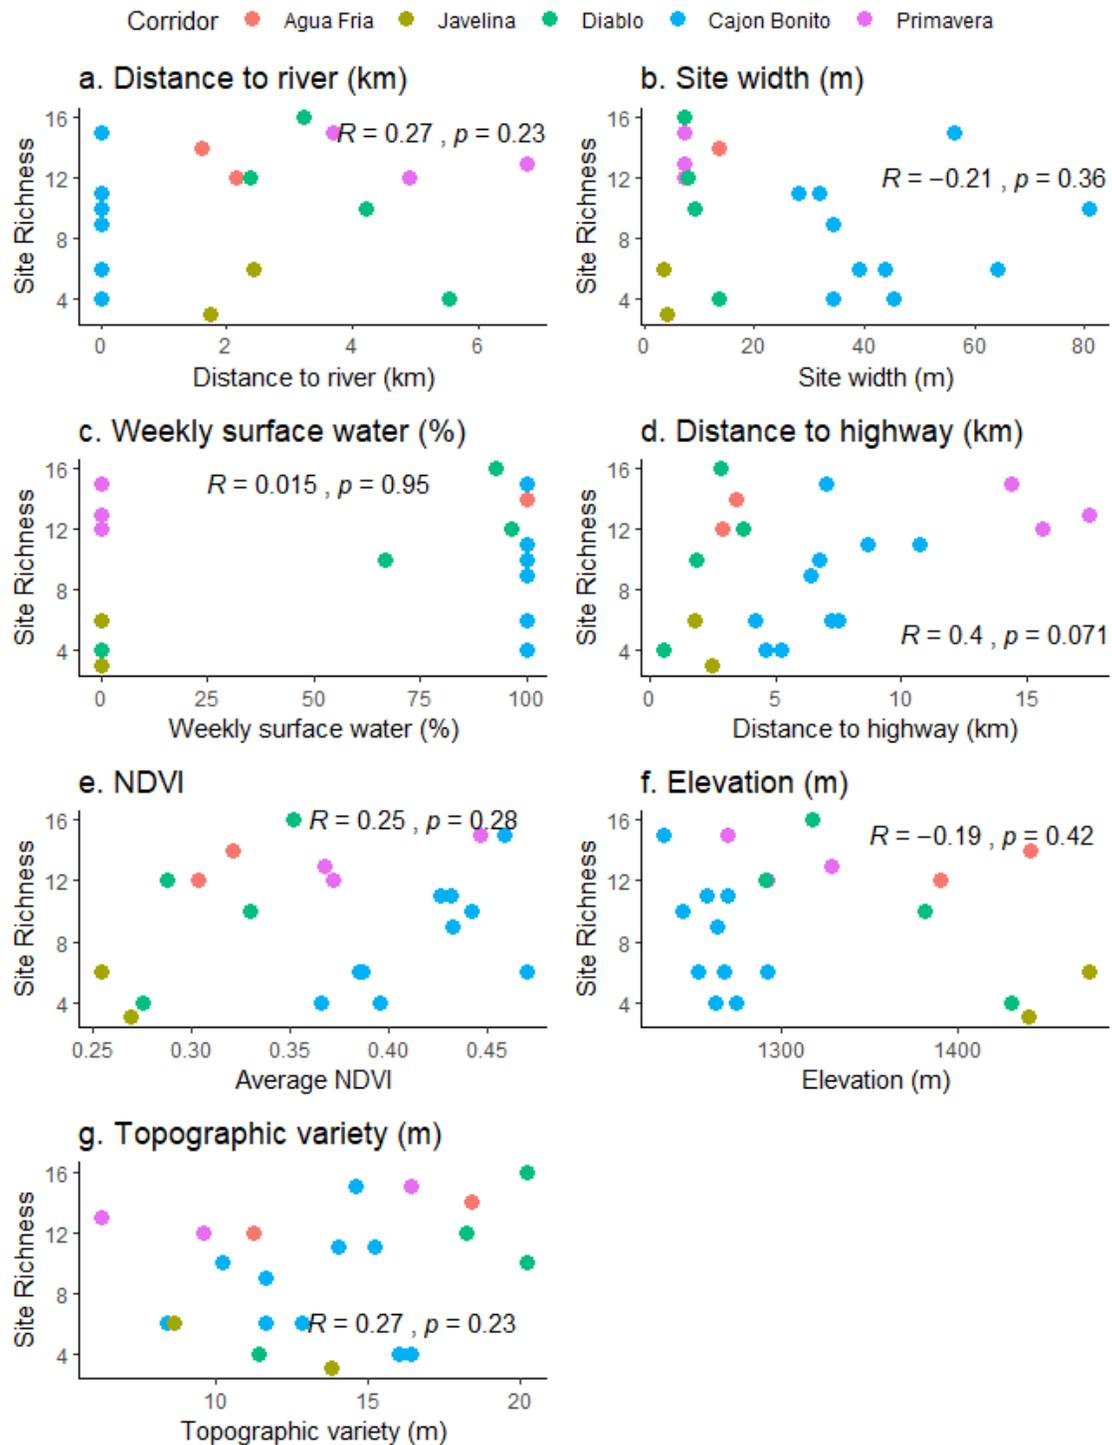 Corridor Agua Fria Javelina Diablo Cajon Bonito Primavera
a. Distance to river (km)
Site Richness
16
12
8
4
R = 0.27 , p = 0.23
0 2 4 6
Distance to river (km)
b. Site width (m)
Site Richness
16
12
8
4
R = −0.21 , p = 0.36
0 20 40 60 80
Site width (m)
c. Weekly surface water (%)
Site Richness
16
12
8
4
R = 0.015 , p = 0.95
0 25 50 75 100
Weekly surface water (%)
d. Distance to highway (km)
Site Richness
16
12
8
4
R = 0.4 , p = 0.071
0 5 10 15
Distance to highway (km)
e. NDVI
Site Richness
16
12
8
4
R = 0.25 , p = 0.28
0.25 0.30 0.35 0.40 0.45
Average NDVI
f. Elevation (m)
Site Richness
16
12
8
4
R = −0.19 , p = 0.42
1300 1400
Elevation (m)
g. Topographic variety (m)
Site Richness
16
12
8
4
R = 0.27 , p = 0.23
10 15 20
Topographic variety (m)